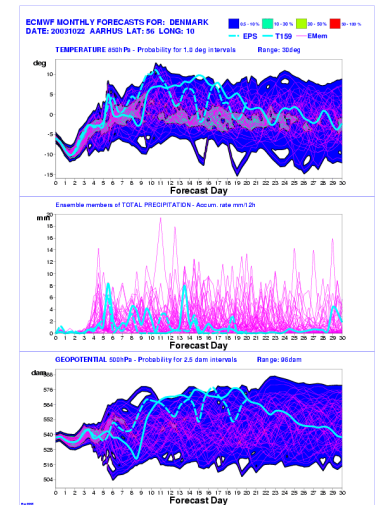 ECMWF MONTHLY FORECASTS FOR: DENMARK
DATE: 20031022 AARHUS LAT: 56 LONG: 10
0.5 - 10% 10 - 30% 30 - 50% 50 - 100%
EPS T159 EMem
TEMPERATURE 850hPa - Probability for 1.0 deg intervals Range: 30deg
deg
10
5
0
-5
-10
-15
0 1 2 3 4 5 6 7 8 9 10 11 12 13 14 15 16 17 18 19 20 21 22 23 24 25 26 27 28 29 30
Forecast Day
Ensemble members of TOTAL PRECIPITATION - Accum. rate mm/12h
mm
20
18
16
14
12
10
8
6
4
2
0
0 1 2 3 4 5 6 7 8 9 10 11 12 13 14 15 16 17 18 19 20 21 22 23 24 25 26 27 28 29 30
Forecast Day
GEOPOTENTIAL 500hPa - Probability for 2.5 dam intervals Range: 96dam
dam
588
576
564
552
540
528
516
504
0 1 2 3 4 5 6 7 8 9 10 11 12 13 14 15 16 17 18 19 20 21 22 23 24 25 26 27 28 29 30
Forecast Day